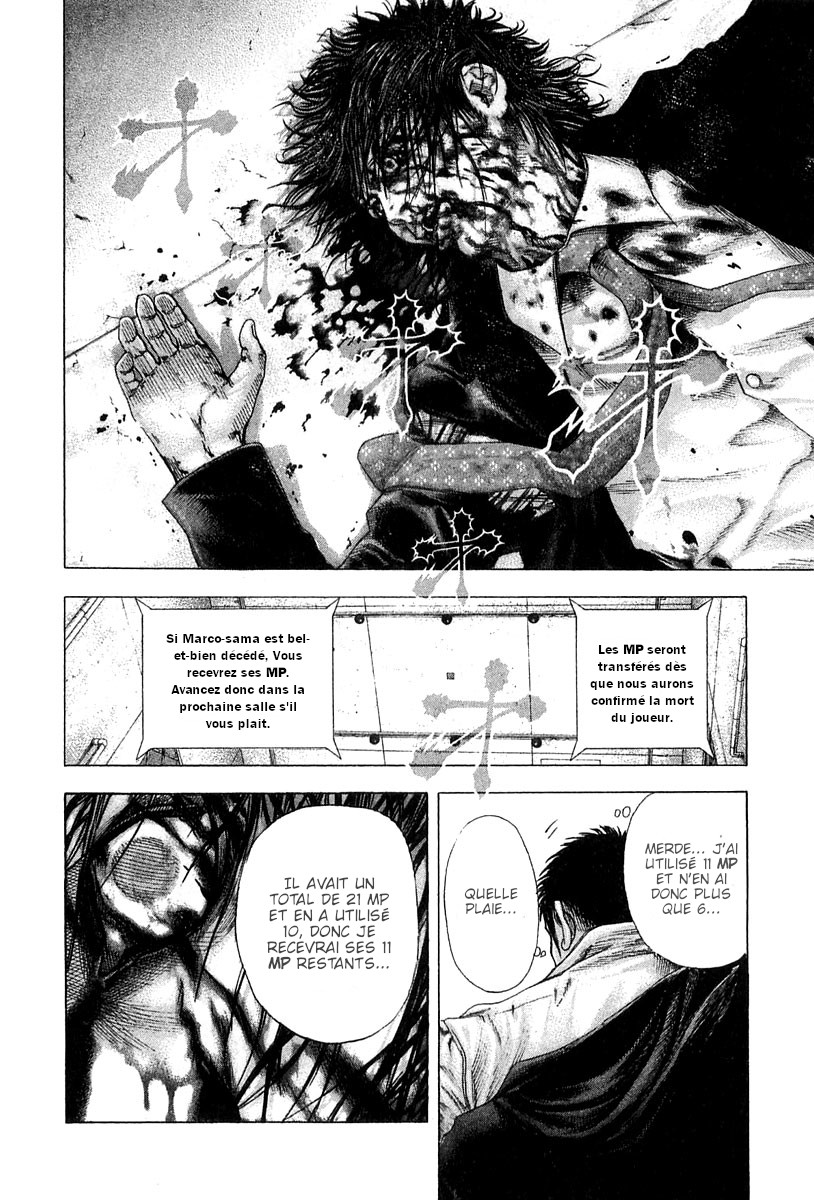 Les MP seront
transférés dès
que nous aurons
confirmé la mort
du joueur.
Si Marco-sama est bel-
et-bien décédé, Vous
recevrez ses MP.
Avancez donc dans la
prochaine salle s'il
vous plait.
MERDE... J'AI
UTILISÉ 11 MP
ET N'EN AI
DONC PLUS
QUE 6...
QUELLE
PLAIE...
IL AVAIT UN
TOTAL DE 21 MP
ET EN A UTILISÉ
10, DONC JE
RECEVRAI SES 11
MP RESTANTS...